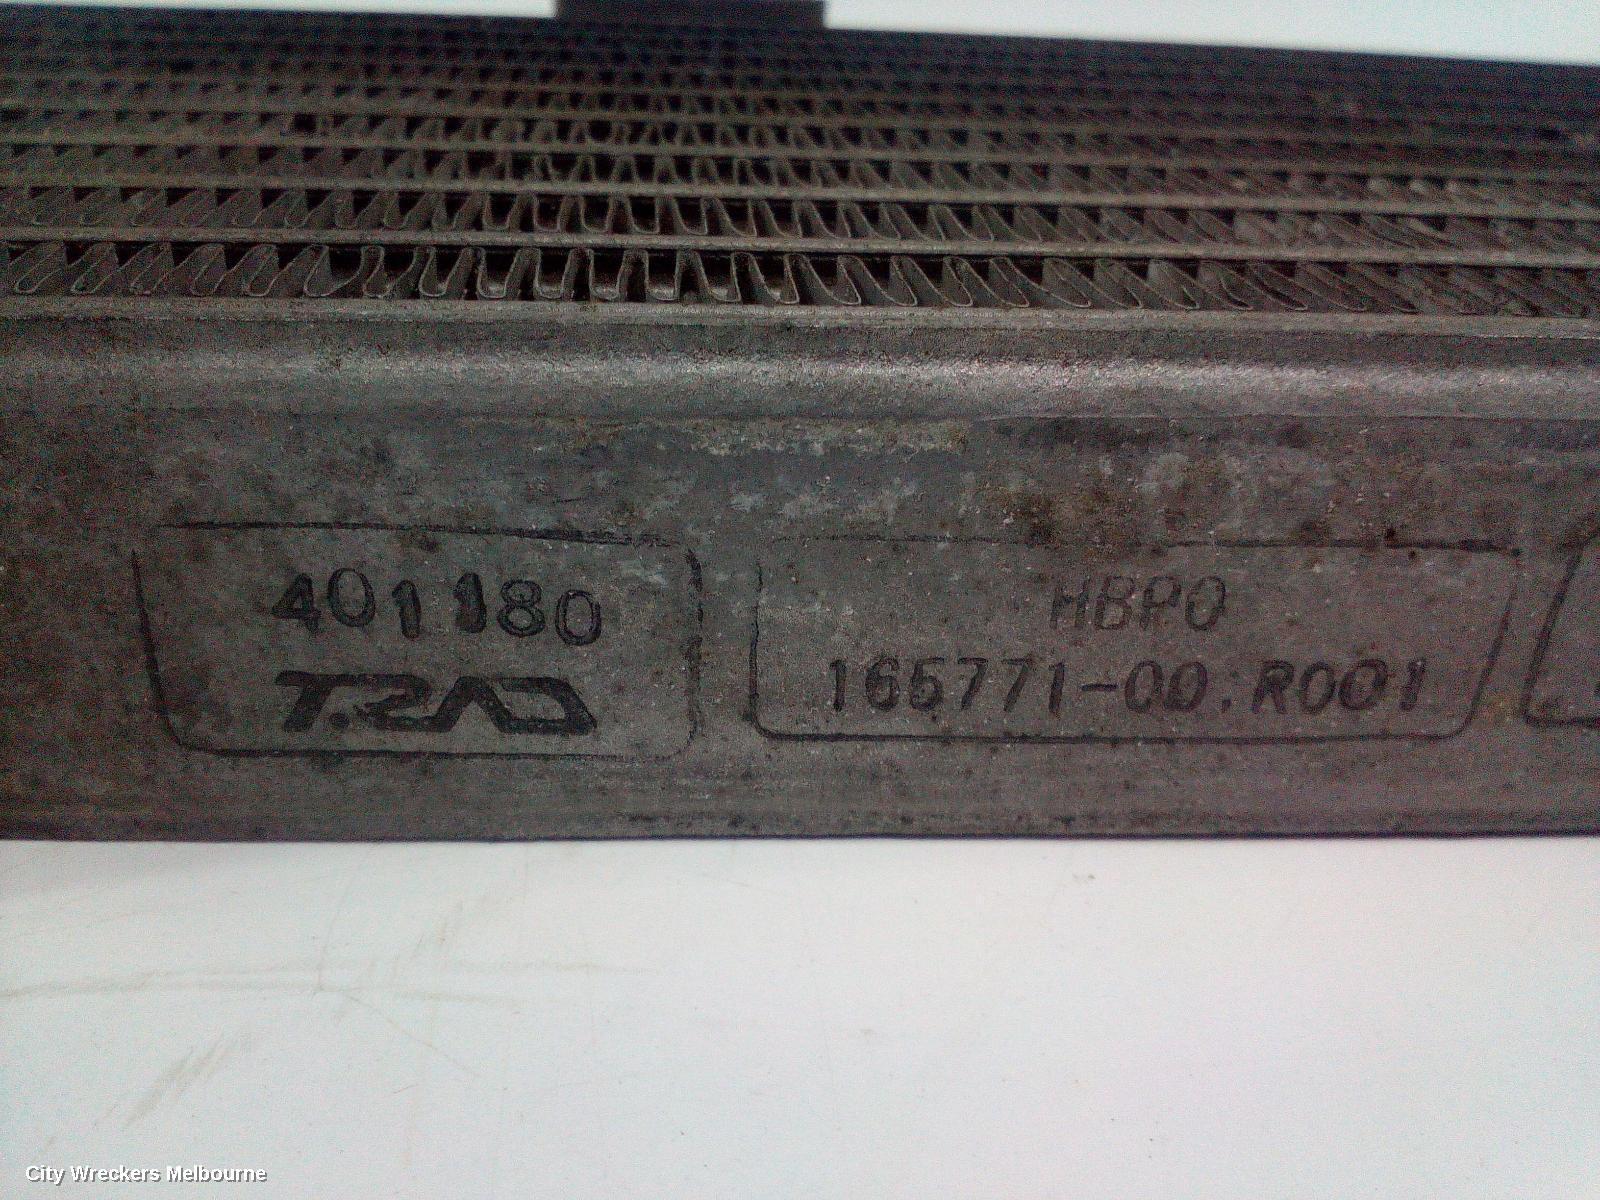 401180
T.RAD
HBPO
165771-00.R001
City Wreckers Melbourne